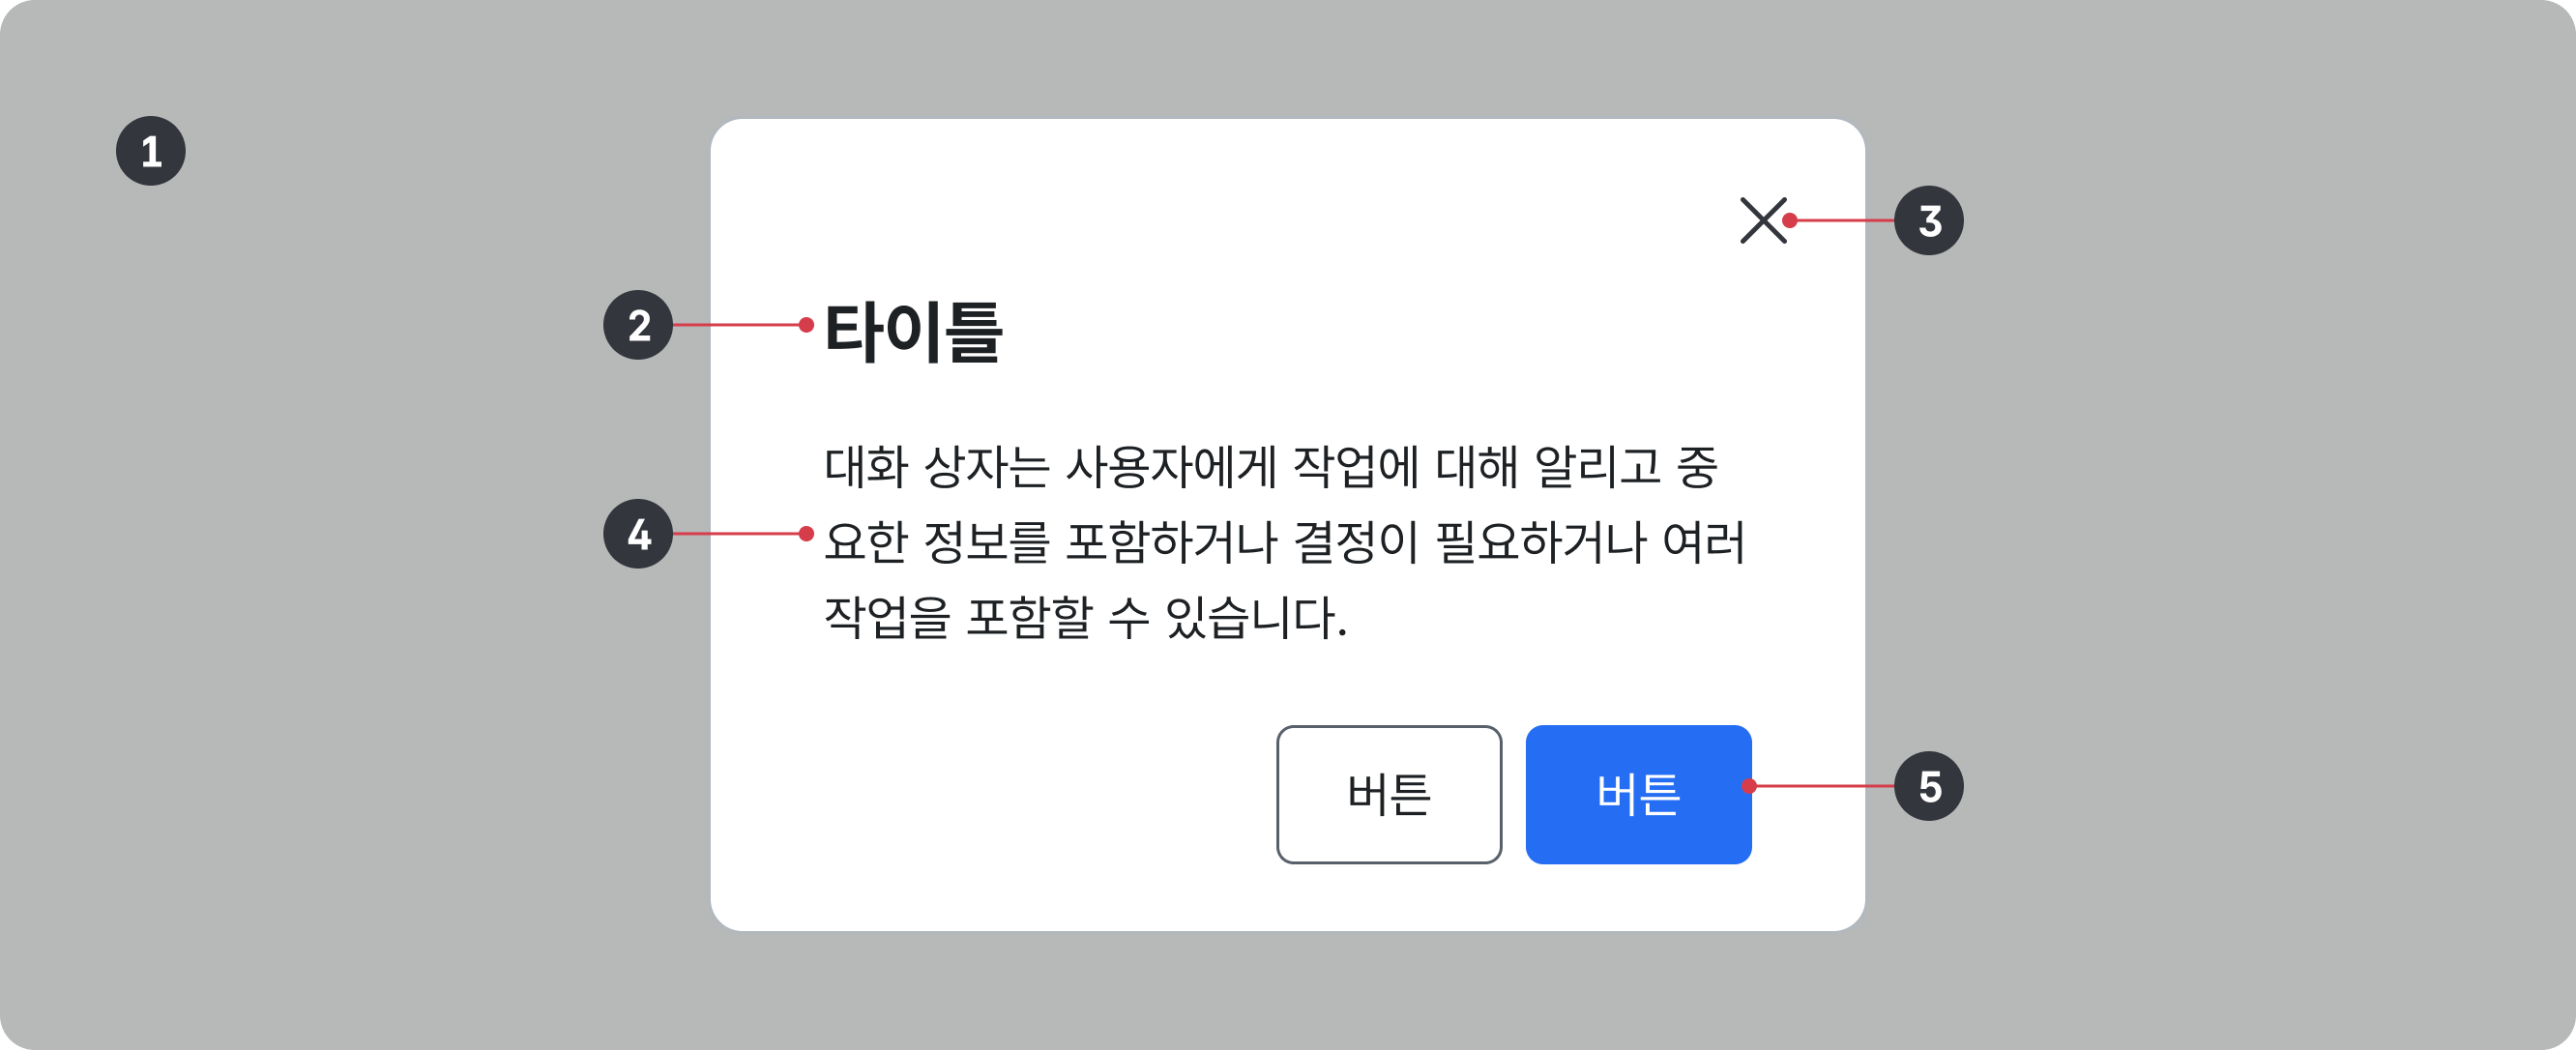 1
3
2
타이틀
대화 상자는 사용자에게 작업에 대해 알리고 중
4
요한 정보를 포함하거나 결정이 필요하거나 여러
작업을 포함할 수 있습니다.
버튼
버튼
5